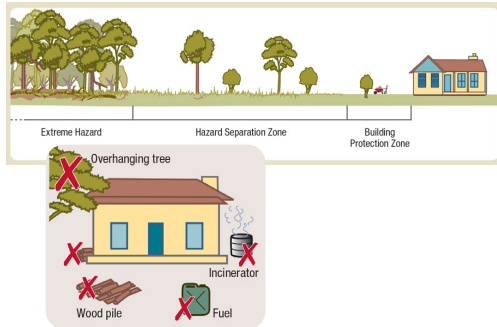 Extreme Hazard
Hazard Separation Zone
Building
Protection Zone
Overhanging tree
Incinerator
Wood pile
Fuel